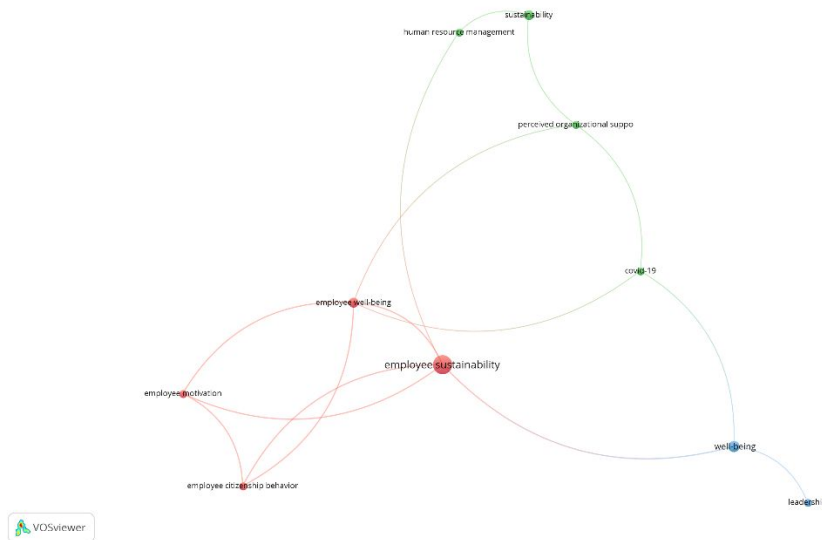 sustainability
human resource management
perceived organizational suppo
covid-19
employee well-being
employee sustainability
employee motivation
well-being
employee citizenship behavior
leadershi
VOSviewer